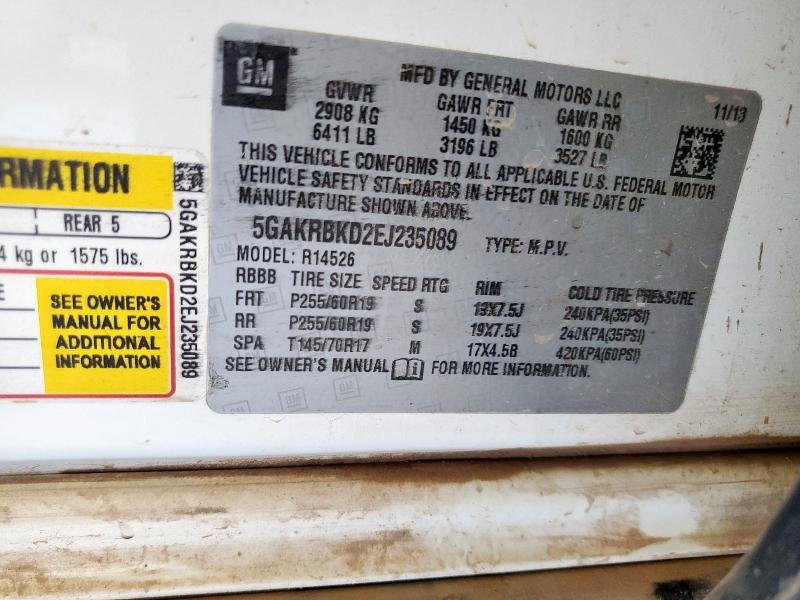 RMATION
REAR 5
4 kg or 1575 lbs.
E
SEE OWNER'S
MANUAL FOR
ADDITIONAL
INFORMATION
5GAKRBKD2EJ235089
GM
MFD BY GENERAL MOTORS LLC
11/13
GVWR GAWR FRT GAWR RR
2908 KG 1450 KG 1600 KG
6411 LB 3196 LB 3527 LB
THIS VEHICLE CONFORMS TO ALL APPLICABLE U.S. FEDERAL MOTOR
VEHICLE SAFETY STANDARDS IN EFFECT ON THE DATE OF
MANUFACTURE SHOWN ABOVE.
5GAKRBKD2EJ235089 TYPE: M.P.V.
MODEL: R14526
RBBB TIRE SIZE SPEED RTG RIM COLD TIRE PRESSURE
FRT P255/60R19 S 19X7.5J 240KPA(35PSI)
RR P255/60R19 S 19X7.5J 240KPA(35PSI)
SPA T145/70R17 M 17X4.5B 420KPA(60PSI)
SEE OWNER'S MANUAL FOR MORE INFORMATION.